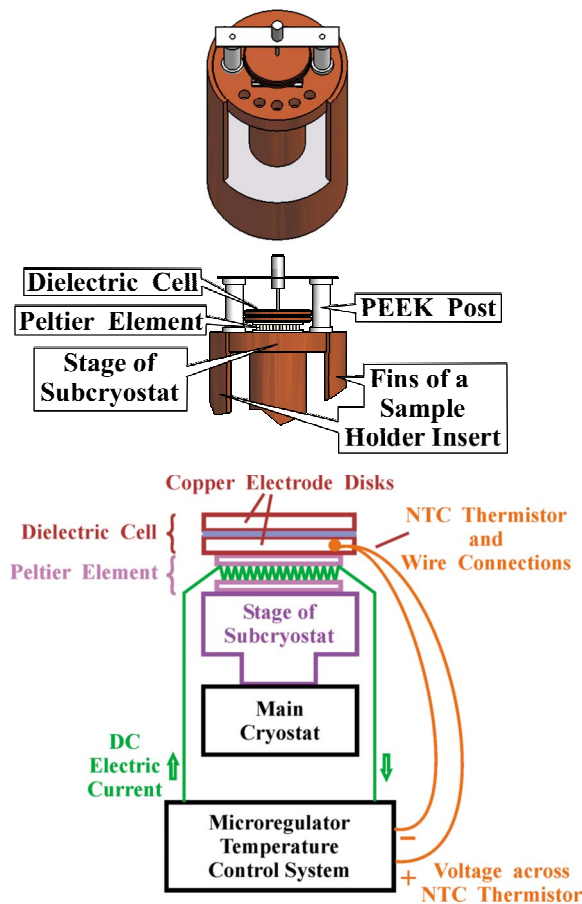 Dielectric Cell
Peltier Element
PEEK Post
Stage of
Subcryostat
Fins of a
Sample
Holder Insert
Copper Electrode Disks
Dielectric Cell
NTC Thermistor
and
Wire Connections
Peltier Element
Stage of
Subcryostat
Main
Cryostat
DC
Electric
Current
Microregulator
Temperature
Control System
−
+
Voltage across
NTC Thermistor